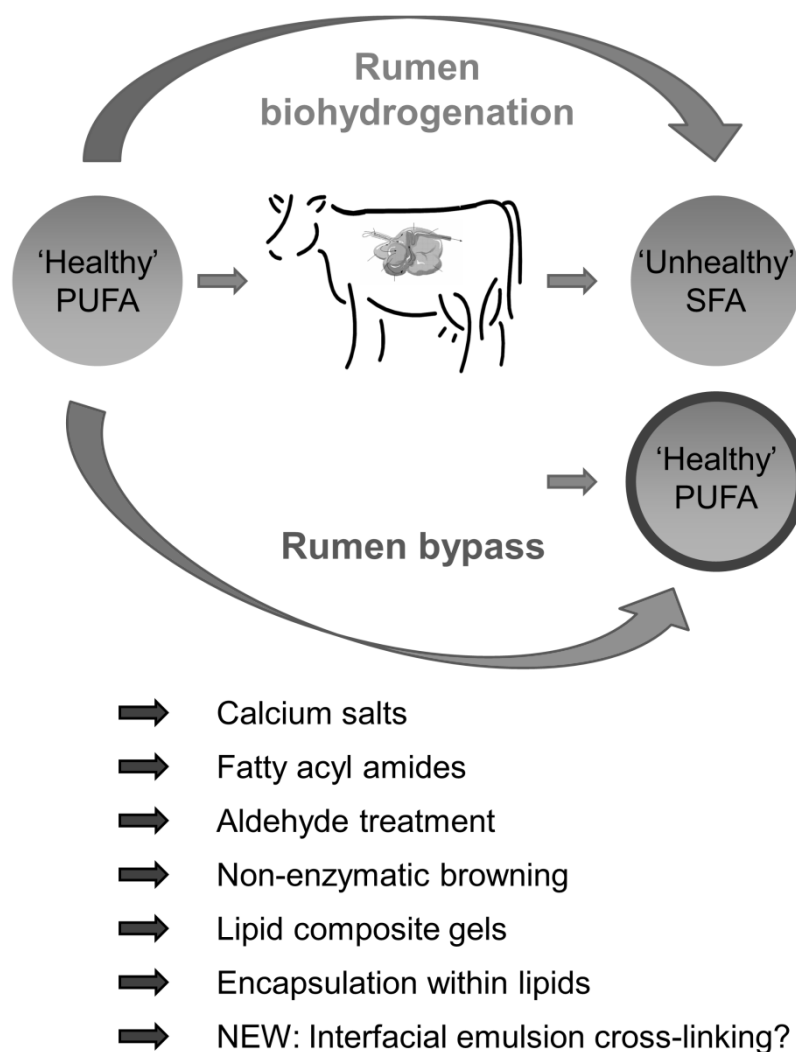 Rumen
biohydrogenation
‘Healthy’
PUFA
‘Unhealthy’
SFA
‘Healthy’
PUFA
Rumen bypass
Calcium salts
Fatty acyl amides
Aldehyde treatment
Non-enzymatic browning
Lipid composite gels
Encapsulation within lipids
NEW: Interfacial emulsion cross-linking?